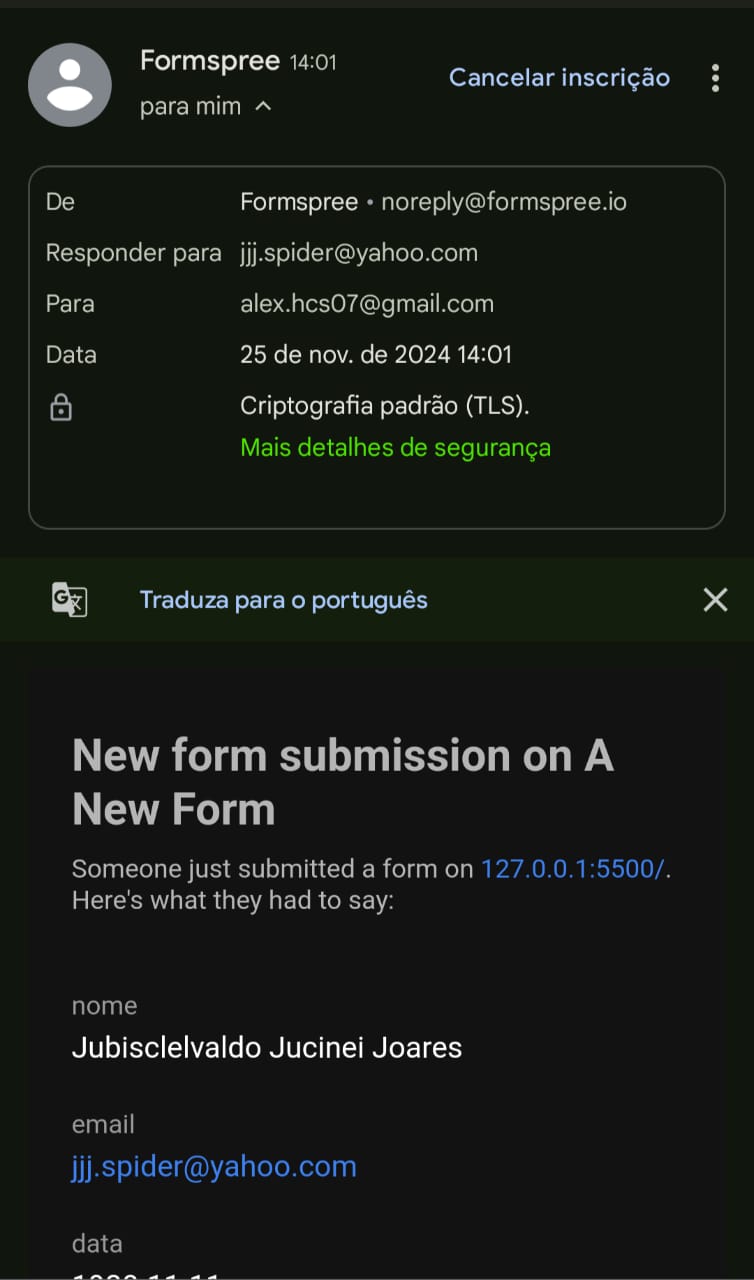 Formspree 14:01
Cancelar inscrição
para mim
De Formspree • noreply@formspree.io
Responder para jjj.spider@yahoo.com
Para alex.hcs07@gmail.com
Data 25 de nov. de 2024 14:01
Criptografia padrão (TLS).
Mais detalhes de segurança
Traduza para o português
New form submission on A
New Form
Someone just submitted a form on 127.0.0.1:5500/.
Here's what they had to say:
nome
Jubisclelvaldo Jucinei Joares
email
jjj.spider@yahoo.com
data